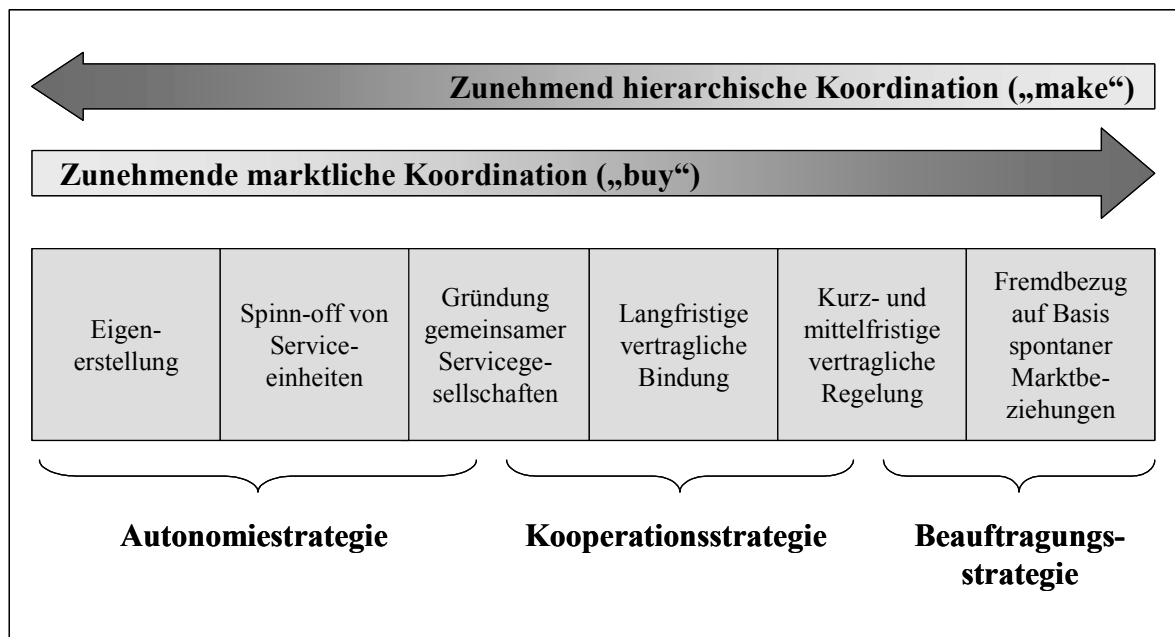 Zunehmend hierarchische Koordination („make“)
Zunehmende marktliche Koordination („buy“)
Eigen-
erstellung
Spinn-off von
Service-
einheiten
Gründung
gemeinsamer
Servicege-
sellschaften
Langfristige
vertragliche
Bindung
Kurz- und
mittelfristige
vertragliche
Regelung
Fremdbezug
auf Basis
spontaner
Marktbe-
ziehungen
Autonomiestrategie
Kooperationsstrategie
Beauftragungs-
strategie